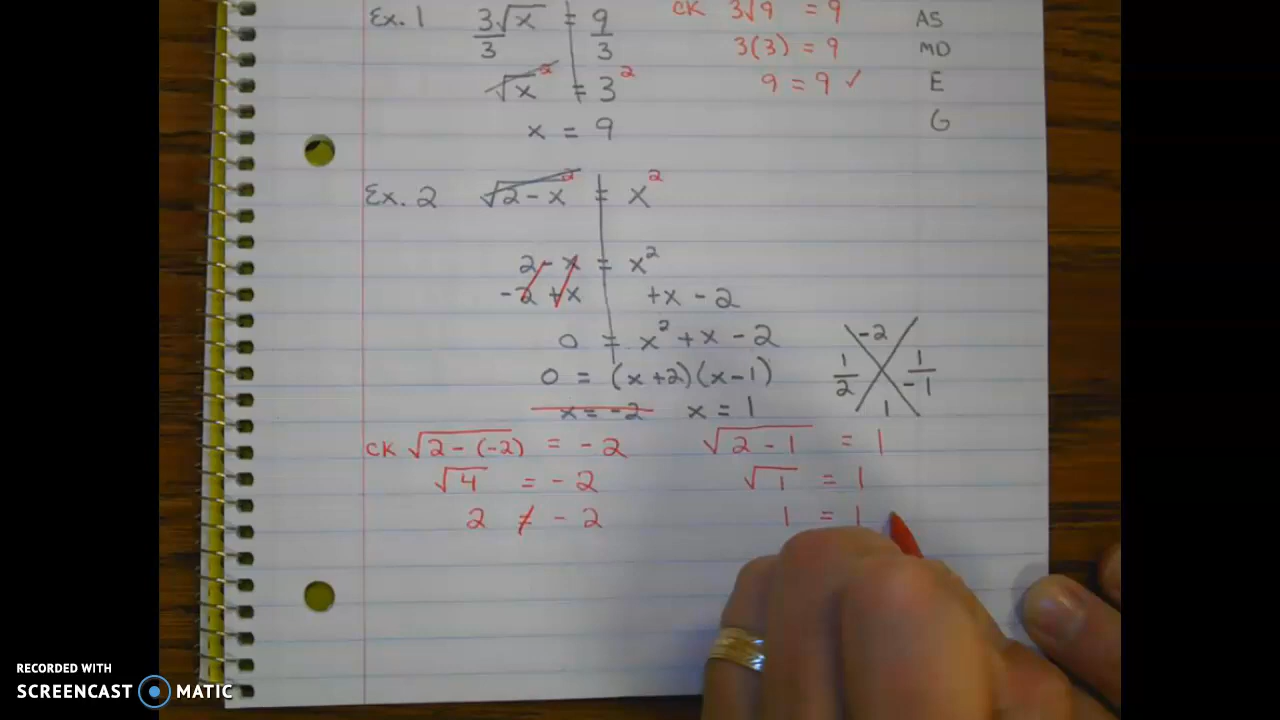 Ex. 1 3√x = 9 CK 3√9 = 9 AS
3 3 3(3) = 9 MD
√x² = 3² 9 = 9 ✓ E
x = 9 G
Ex. 2 √2 - x² = x²
2 - x = x²
-2 +x +x - 2
0 = x² + x - 2 -2
0 = (x+2)(x-1) 1/2 1/-1
x = -2 x = 1 1
CK √2 - (-2) = -2 √2 - 1 = 1
√4 = -2 √1 = 1
2 ≠ -2 1 = 1
RECORDED WITH
SCREENCAST MATIC